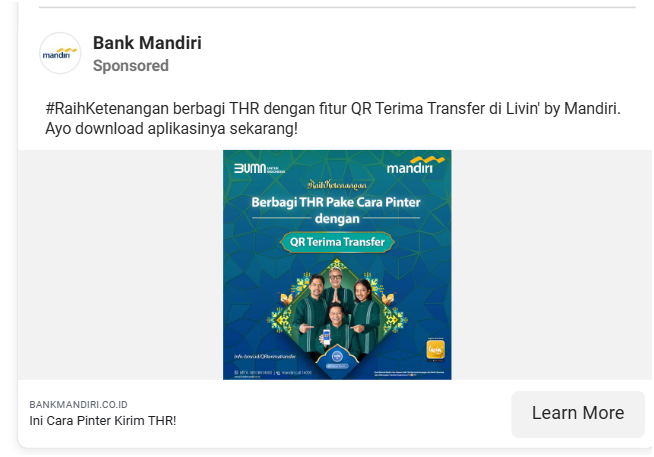 mandiri
Bank Mandiri
Sponsored
#RaihKetenangan berbagi THR dengan fitur QR Terima Transfer di Livin' by Mandiri.
Ayo download aplikasinya sekarang!
BUMN UNTUK INDONESIA
mandiri
#RaihKetenangan
Berbagi THR Pake Cara Pinter
dengan
QR Terima Transfer
BANKMANDIRI.CO.ID
Ini Cara Pinter Kirim THR!
Learn More